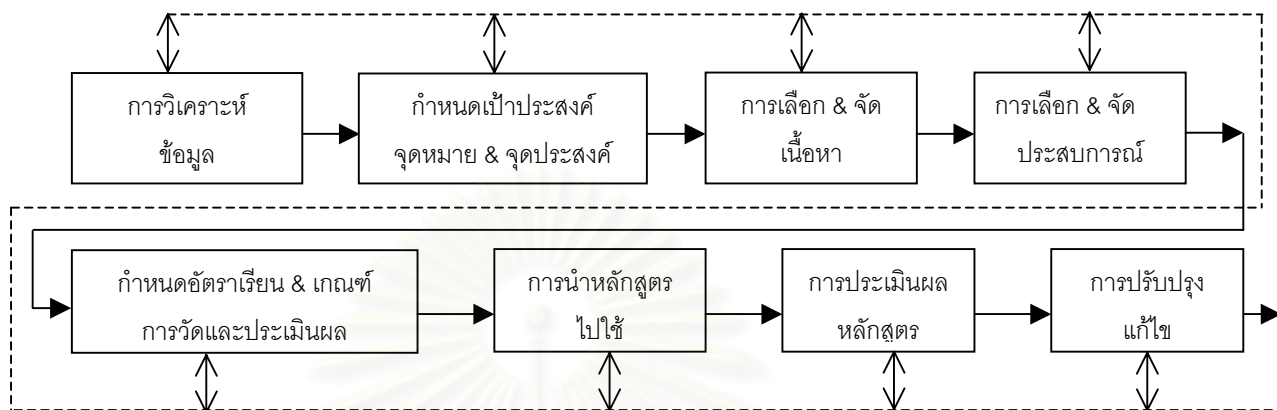 การวิเคราะห์
ข้อมูล
กำหนดเป้าประสงค์
จุดหมาย & จุดประสงค์
การเลือก & จัด
เนื้อหา
การเลือก & จัด
ประสบการณ์
กำหนดอัตราเรียน & เกณฑ์
การวัดและประเมินผล
การนำหลักสูตร
ไปใช้
การประเมินผล
หลักสูตร
การปรับปรุง
แก้ไข